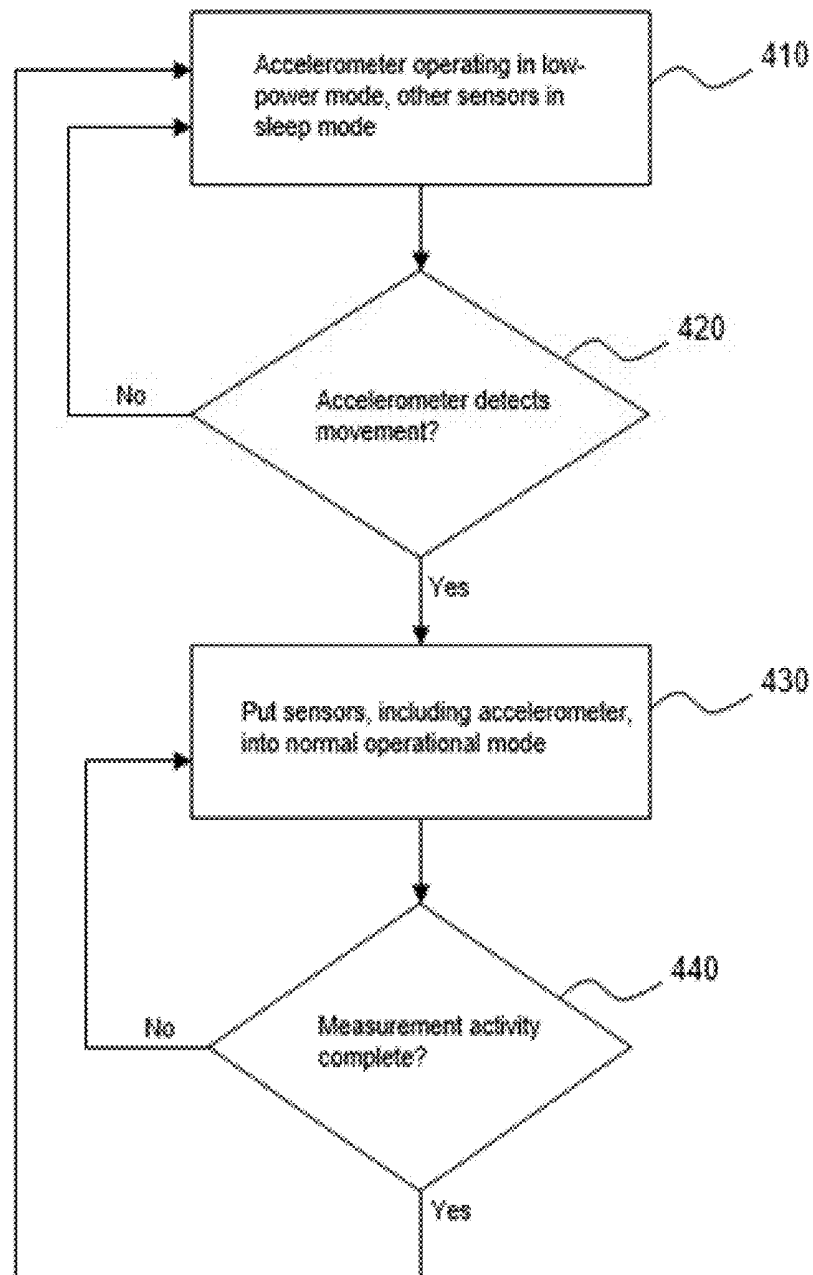 Accelerometer operating in low-
power mode, other sensors in
sleep mode
410
420
No
Accelerometer detects
movement?
Yes
430
Put sensors, including accelerometer,
into normal operational mode
440
No
Measurement activity
complete?
Yes